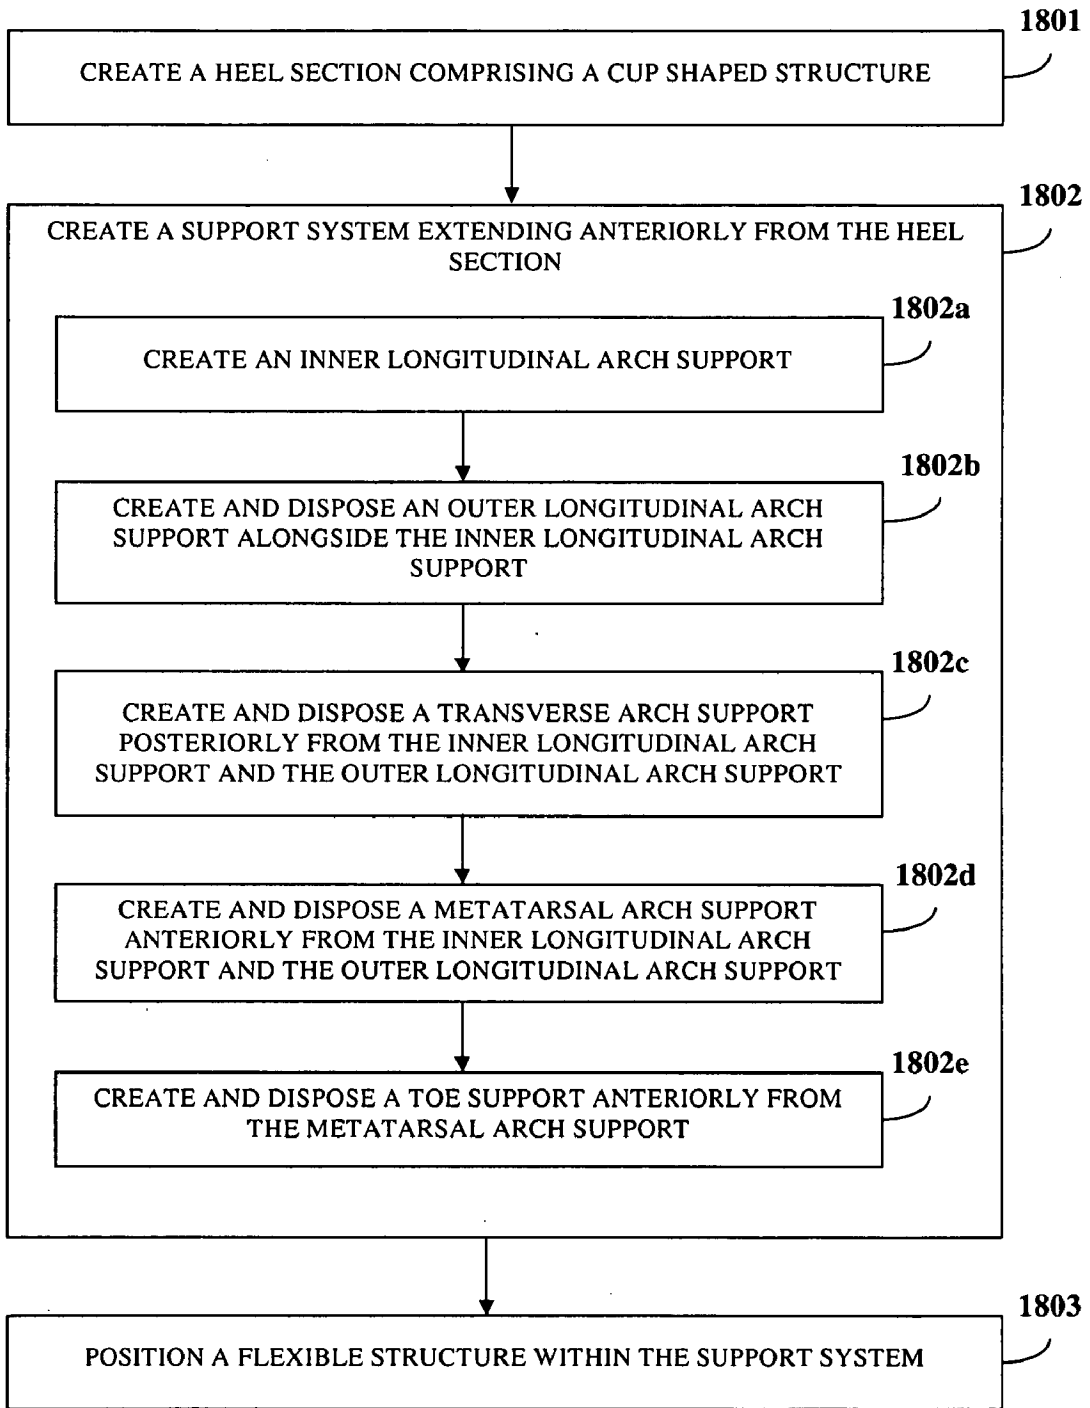 1801
CREATE A HEEL SECTION COMPRISING A CUP SHAPED STRUCTURE
1802
CREATE A SUPPORT SYSTEM EXTENDING ANTERIORLY FROM THE HEEL
SECTION
1802a
CREATE AN INNER LONGITUDINAL ARCH SUPPORT
1802b
CREATE AND DISPOSE AN OUTER LONGITUDINAL ARCH
SUPPORT ALONGSIDE THE INNER LONGITUDINAL ARCH
SUPPORT
1802c
CREATE AND DISPOSE A TRANSVERSE ARCH SUPPORT
POSTERIORLY FROM THE INNER LONGITUDINAL ARCH
SUPPORT AND THE OUTER LONGITUDINAL ARCH SUPPORT
1802d
CREATE AND DISPOSE A METATARSAL ARCH SUPPORT
ANTERIORLY FROM THE INNER LONGITUDINAL ARCH
SUPPORT AND THE OUTER LONGITUDINAL ARCH SUPPORT
1802e
CREATE AND DISPOSE A TOE SUPPORT ANTERIORLY FROM
THE METATARSAL ARCH SUPPORT
1803
POSITION A FLEXIBLE STRUCTURE WITHIN THE SUPPORT SYSTEM